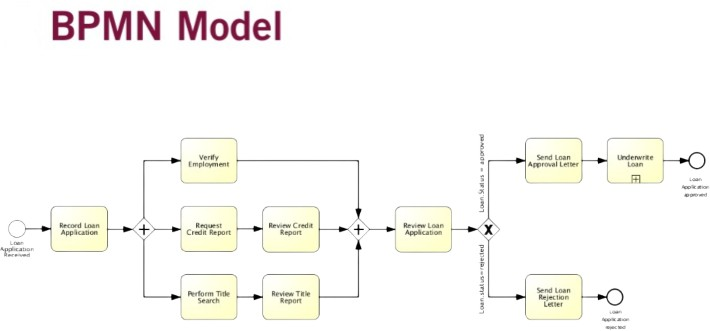 BPMN Model
Loan
Application
Received
Record Loan
Application
Verify
Employment
Request
Credit Report
Review Credit
Report
Perform Title
Search
Review Title
Report
Review Loan
Application
Loan Status = approved
Loan.status=rejected
Send Loan
Approval Letter
Underwrite
Loan
Loan
Application
approved
Send Loan
Rejection
Letter
Loan
Application
rejected